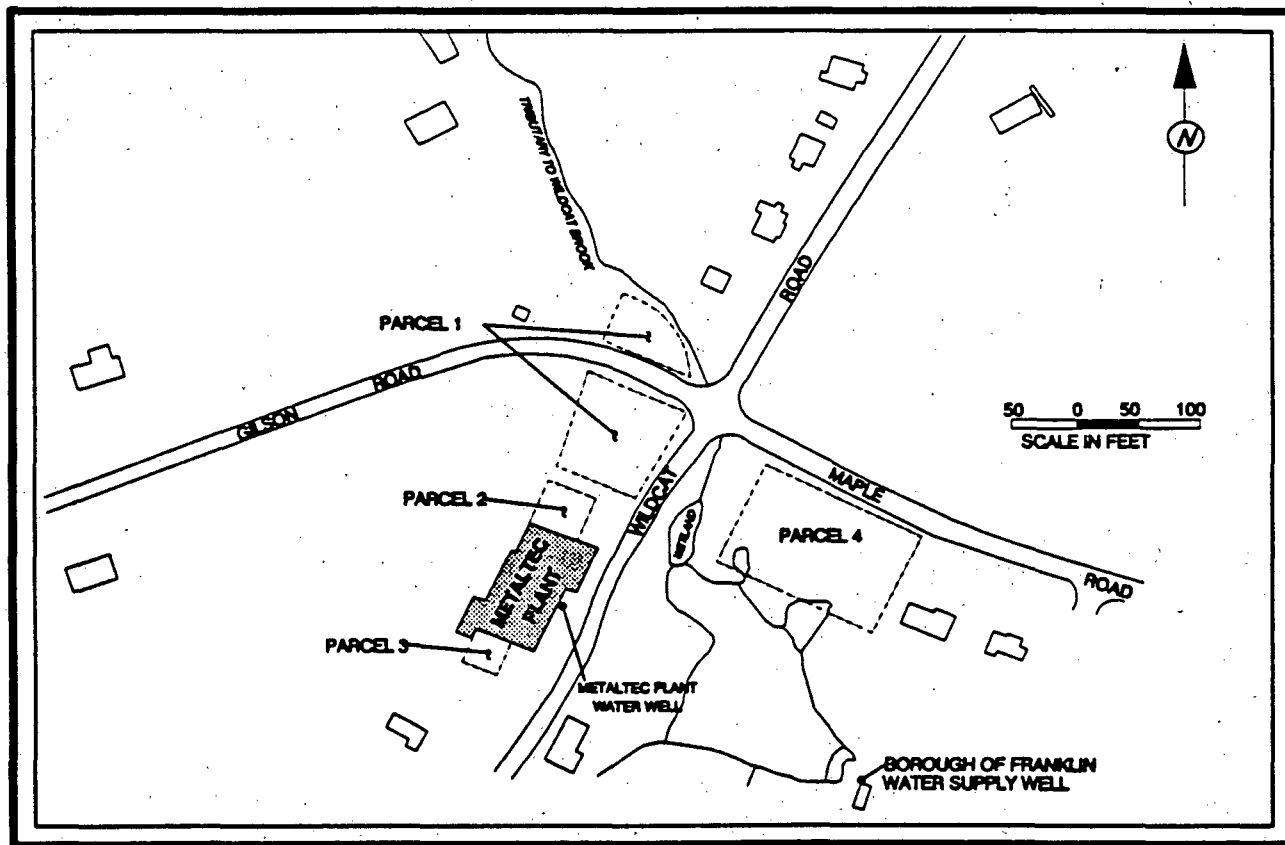 TRIBUTARY TO WILDCAT BROOK
N
ROAD
PARCEL 1
GILSON ROAD
50 0 50 100
SCALE IN FEET
WILDCAT
MAPLE
ROAD
PARCEL 2
WETLAND
PARCEL 4
METALTEC
PLANT
PARCEL 3
METALTEC PLANT
WATER WELL
BOROUGH OF FRANKLIN
WATER SUPPLY WELL